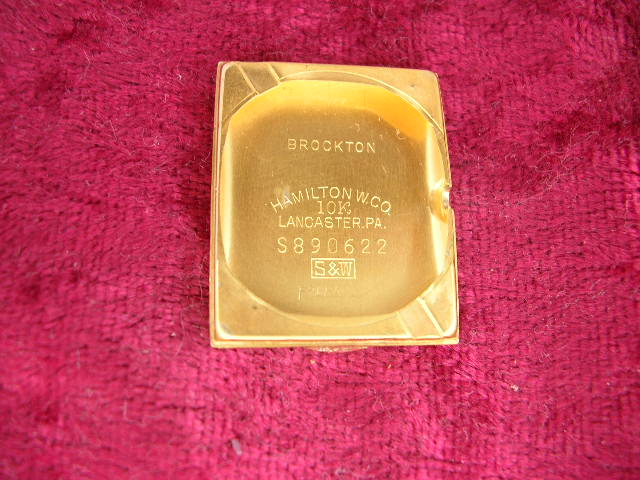 BROCKTON
HAMILTON W. CO.
10K
LANCASTER, PA.
S890622
S&W